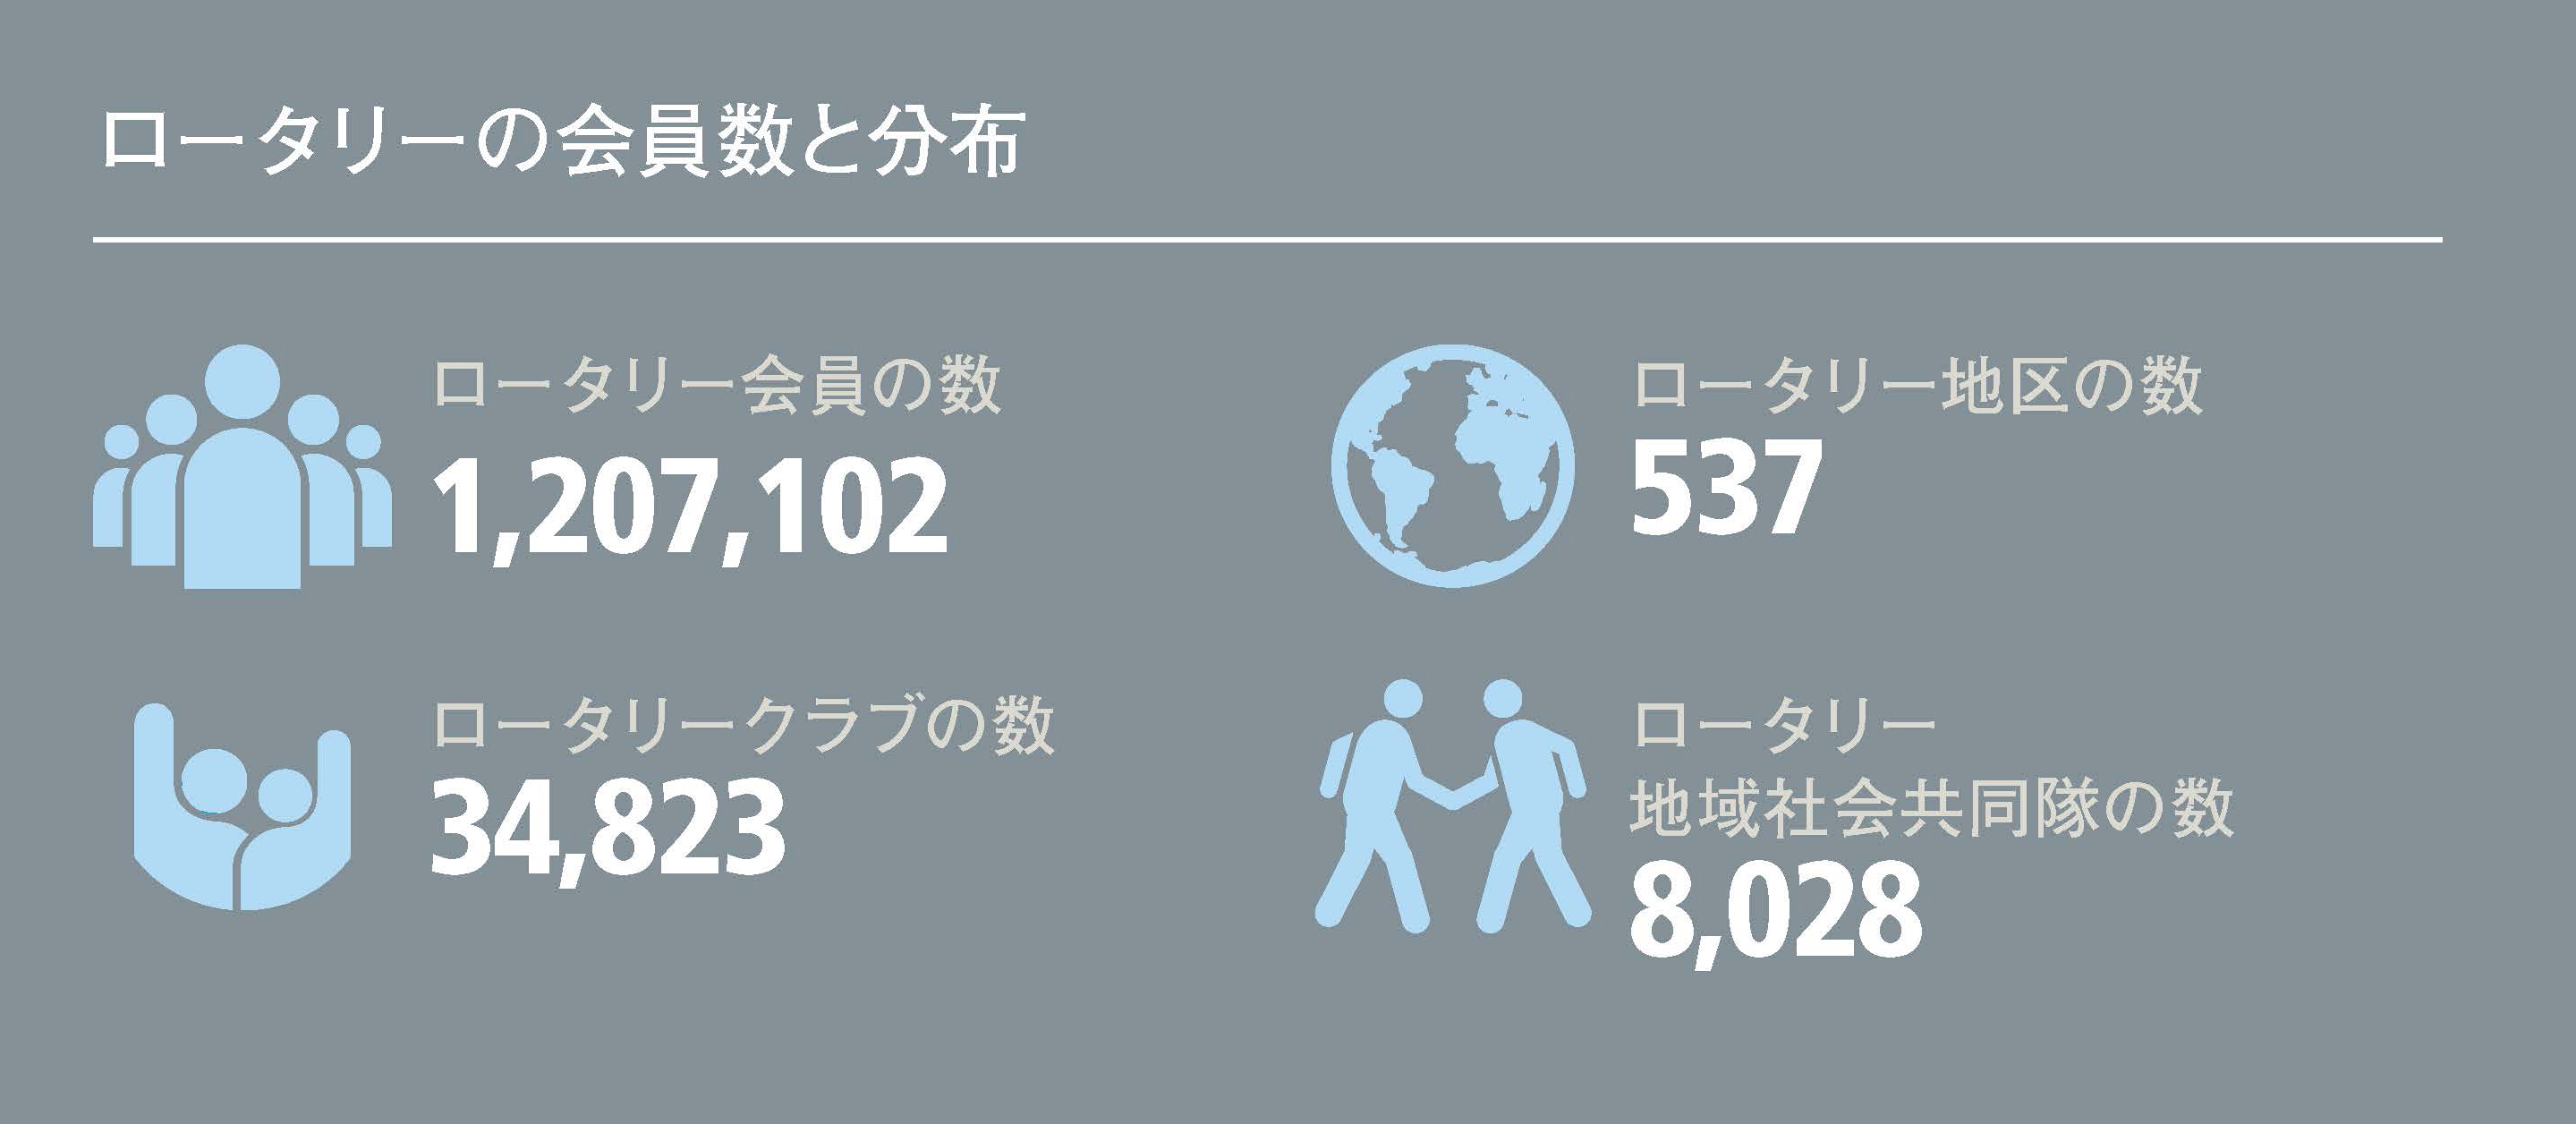 ロータリーの会員数と分布
ロータリー会員の数
1,207,102
ロータリー地区の数
537
ロータリークラブの数
34,823
ロータリー
地域社会共同隊の数
8,028